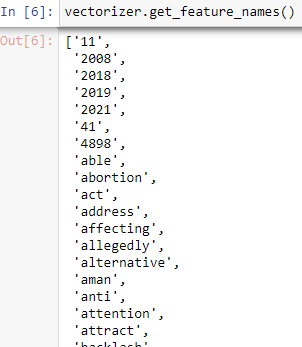 In [6]: vectorizer.get_feature_names()
Out[6]: ['11',
'2008',
'2018',
'2019',
'2021',
'41',
'4898',
'able',
'abortion',
'act',
'address',
'affecting',
'allegedly',
'alternative',
'aman',
'anti',
'attention',
'attract',
'backlash'